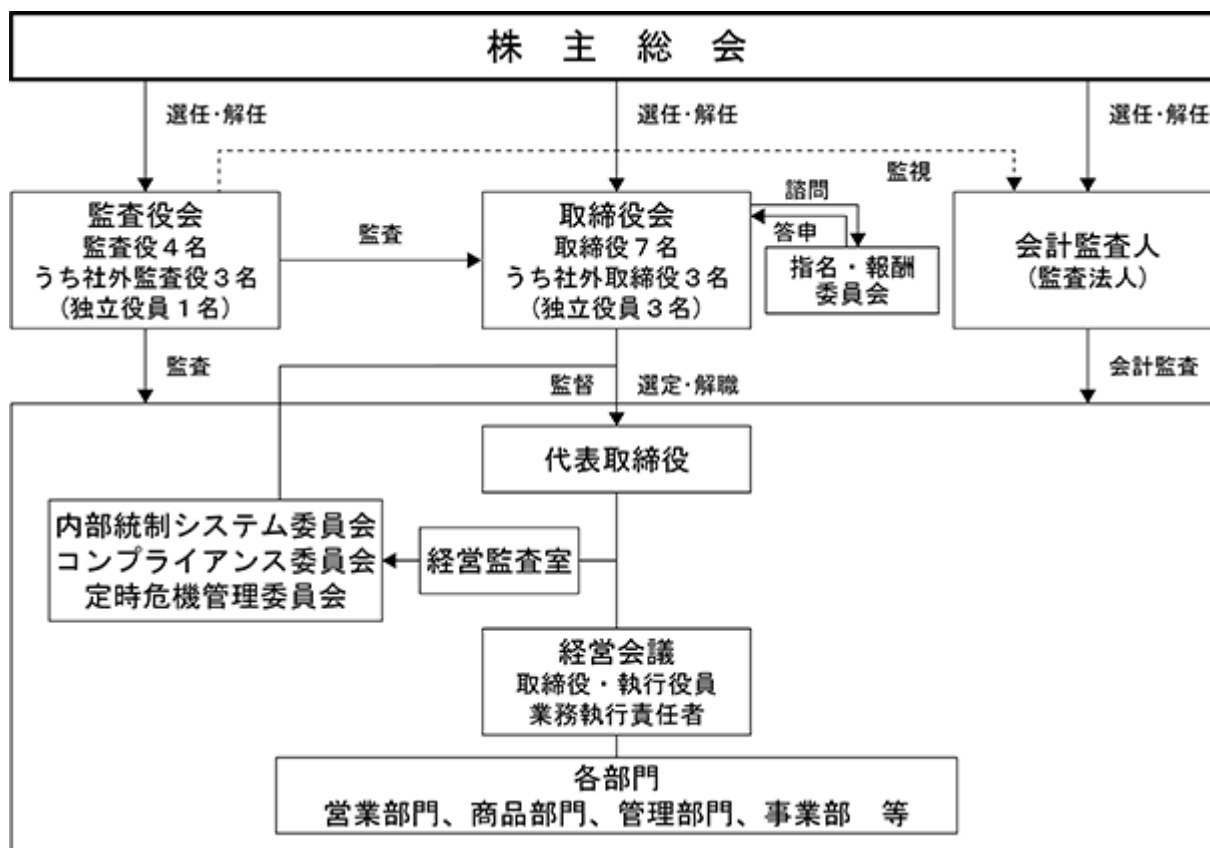 株主総会
選任・解任
選任・解任
選任・解任
監視
監査役会
監査役4名
うち社外監査役3名
(独立役員1名)
監査
取締役会
取締役7名
うち社外取締役3名
(独立役員3名)
諮問
答申
指名・報酬
委員会
会計監査人
(監査法人)
監査
監督
選定・解職
会計監査
代表取締役
内部統制システム委員会
コンプライアンス委員会
定時危機管理委員会
経営監査室
経営会議
取締役・執行役員
業務執行責任者
各部門
営業部門、商品部門、管理部門、事業部 等